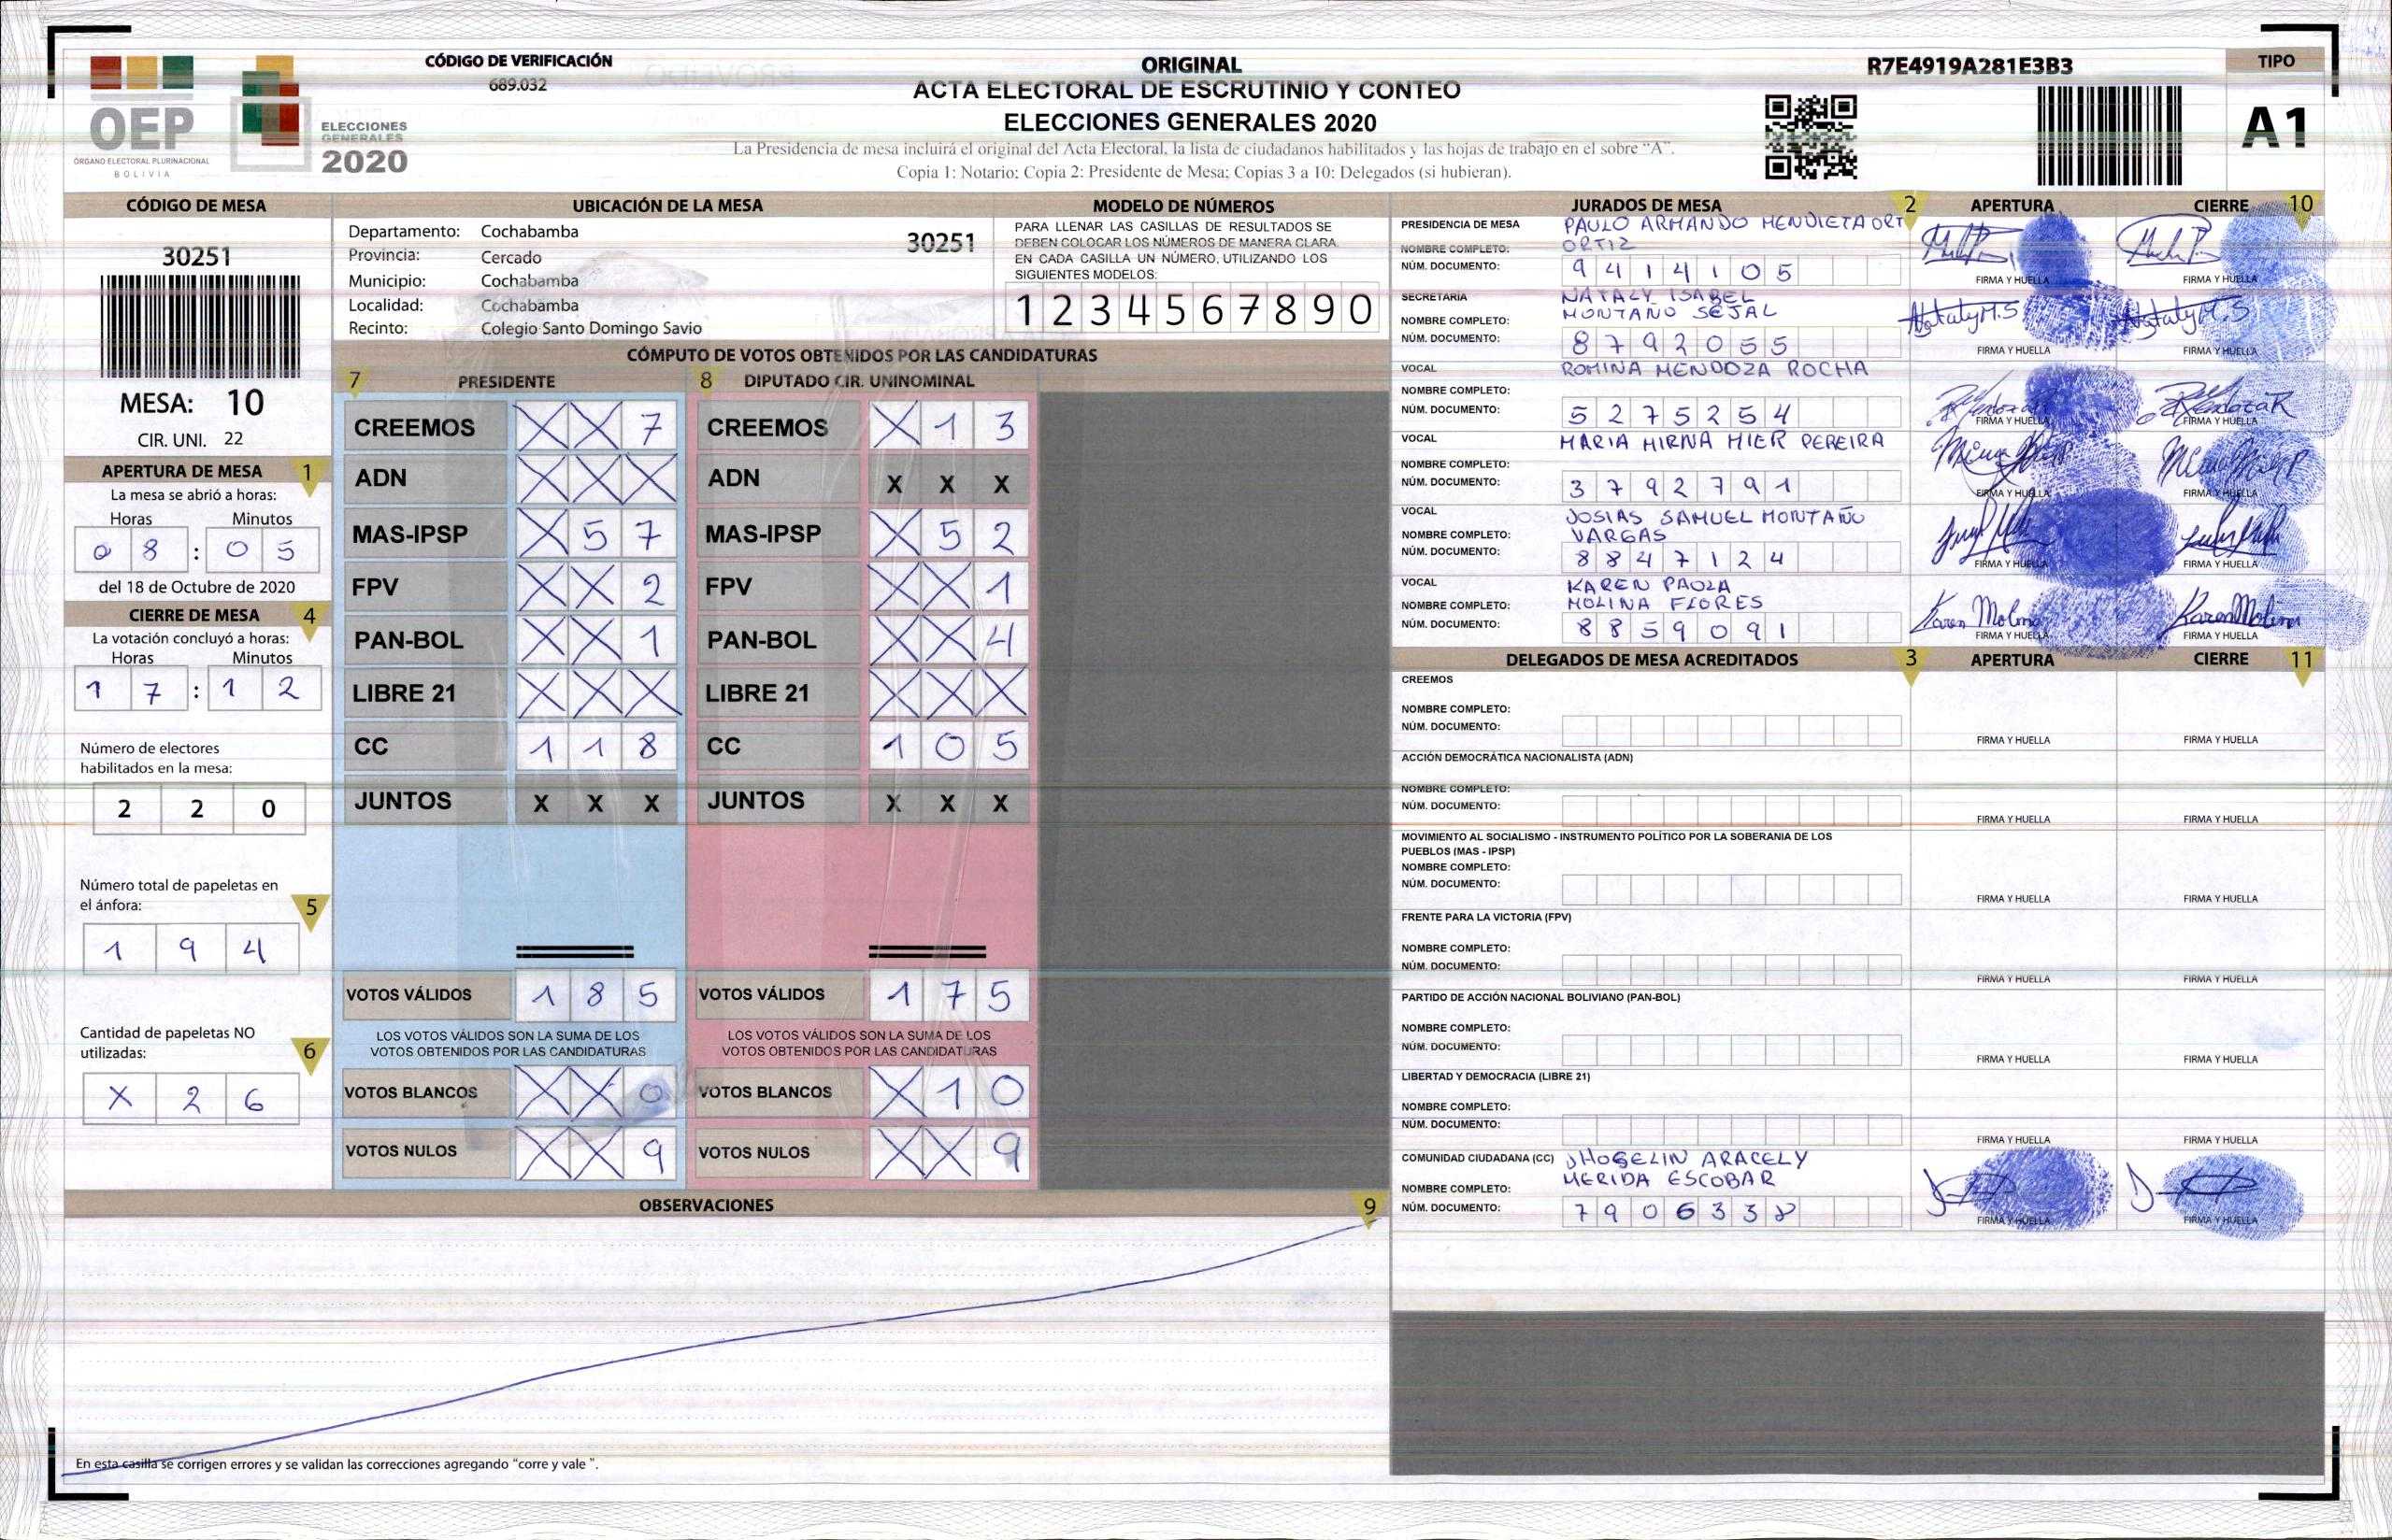 CÓDIGO DE VERIFICACIÓN
689.032
ORIGINAL
ACTA ELECTORAL DE ESCRUTINIO Y CONTEO
ELECCIONES GENERALES 2020
La Presidencia de mesa incluirá el original del Acta Electoral, la lista de ciudadanos habilitados y las hojas de trabajo en el sobre "A".
Copia 1: Notario; Copia 2: Presidente de Mesa; Copias 3 a 10: Delegados (si hubieran).
R7E4919A281E3B3
TIPO
A1
OEP
ÓRGANO ELECTORAL PLURINACIONAL
BOLIVIA
ELECCIONES
GENERALES
2020
CÓDIGO DE MESA
30251
MESA: 10
CIR. UNI. 22
APERTURA DE MESA 1
La mesa se abrió a horas:
Horas Minutos
0 8 : 0 5
del 18 de Octubre de 2020
CIERRE DE MESA 4
La votación concluyó a horas:
Horas Minutos
1 7 : 1 2
Número de electores
habilitados en la mesa:
2 2 0
Número total de papeletas en
el ánfora: 5
1 9 4
Cantidad de papeletas NO
utilizadas: 6
X 2 6
UBICACIÓN DE LA MESA
Departamento: Cochabamba
30251
Provincia: Cercado
Municipio: Cochabamba
Localidad: Cochabamba
Recinto: Colegio Santo Domingo Savio
MODELO DE NÚMEROS
PARA LLENAR LAS CASILLAS DE RESULTADOS SE
DEBEN COLOCAR LOS NÚMEROS DE MANERA CLARA.
EN CADA CASILLA UN NÚMERO, UTILIZANDO LOS
SIGUIENTES MODELOS:
1 2 3 4 5 6 7 8 9 0
CÓMPUTO DE VOTOS OBTENIDOS POR LAS CANDIDATURAS
7 PRESIDENTE
CREEMOS X X 7
ADN X X X
MAS-IPSP X 5 7
FPV X X 2
PAN-BOL X X 1
LIBRE 21 X X X
CC 1 1 8
JUNTOS X X X
VOTOS VÁLIDOS 1 8 5
LOS VOTOS VÁLIDOS SON LA SUMA DE LOS
VOTOS OBTENIDOS POR LAS CANDIDATURAS
VOTOS BLANCOS X X 0
VOTOS NULOS X X 9
8 DIPUTADO CIR. UNINOMINAL
CREEMOS X 1 3
ADN X X X
MAS-IPSP X 5 2
FPV X X 1
PAN-BOL X X 4
LIBRE 21 X X X
CC 1 0 5
JUNTOS X X X
VOTOS VÁLIDOS 1 7 5
LOS VOTOS VÁLIDOS SON LA SUMA DE LOS
VOTOS OBTENIDOS POR LAS CANDIDATURAS
VOTOS BLANCOS X 1 0
VOTOS NULOS X X 9
OBSERVACIONES 9
En esta casilla se corrigen errores y se validan las correcciones agregando "corre y vale ".
JURADOS DE MESA 2 APERTURA CIERRE 10
PRESIDENCIA DE MESA PAULO ARMANDO MENDIETA ORT
NOMBRE COMPLETO: ORTIZ
NÚM. DOCUMENTO: 9 4 1 4 1 0 5
FIRMA Y HUELLA FIRMA Y HUELLA
SECRETARÍA NATALY ISABEL
NOMBRE COMPLETO: MONTAÑO SEJAL
NÚM. DOCUMENTO: 8 7 9 2 0 5 5
Nataly M.S Nataly M.S
FIRMA Y HUELLA FIRMA Y HUELLA
VOCAL ROMINA MENDOZA ROCHA
NOMBRE COMPLETO:
NÚM. DOCUMENTO: 5 2 7 5 2 5 4
FIRMA Y HUELLA FIRMA Y HUELLA
VOCAL MARIA MIRNA MIER PEREIRA
NOMBRE COMPLETO:
NÚM. DOCUMENTO: 3 7 9 2 7 9 1
FIRMA Y HUELLA FIRMA Y HUELLA
VOCAL JOSIAS SAMUEL MONTAÑO
NOMBRE COMPLETO: VARGAS
NÚM. DOCUMENTO: 8 8 4 7 1 2 4
FIRMA Y HUELLA FIRMA Y HUELLA
VOCAL KAREN PAOLA
NOMBRE COMPLETO: MOLINA FLORES
NÚM. DOCUMENTO: 8 8 5 9 0 9 1
Karen Molina Karen Molina
FIRMA Y HUELLA FIRMA Y HUELLA
DELEGADOS DE MESA ACREDITADOS 3 APERTURA CIERRE 11
CREEMOS
NOMBRE COMPLETO:
NÚM. DOCUMENTO:
FIRMA Y HUELLA FIRMA Y HUELLA
ACCIÓN DEMOCRÁTICA NACIONALISTA (ADN)
NOMBRE COMPLETO:
NÚM. DOCUMENTO:
FIRMA Y HUELLA FIRMA Y HUELLA
MOVIMIENTO AL SOCIALISMO - INSTRUMENTO POLÍTICO POR LA SOBERANIA DE LOS
PUEBLOS (MAS - IPSP)
NOMBRE COMPLETO:
NÚM. DOCUMENTO:
FIRMA Y HUELLA FIRMA Y HUELLA
FRENTE PARA LA VICTORIA (FPV)
NOMBRE COMPLETO:
NÚM. DOCUMENTO:
FIRMA Y HUELLA FIRMA Y HUELLA
PARTIDO DE ACCIÓN NACIONAL BOLIVIANO (PAN-BOL)
NOMBRE COMPLETO:
NÚM. DOCUMENTO:
FIRMA Y HUELLA FIRMA Y HUELLA
LIBERTAD Y DEMOCRACIA (LIBRE 21)
NOMBRE COMPLETO:
NÚM. DOCUMENTO:
FIRMA Y HUELLA FIRMA Y HUELLA
COMUNIDAD CIUDADANA (CC) JHOSELIN ARACELY
NOMBRE COMPLETO: MERIDA ESCOBAR
NÚM. DOCUMENTO: 7 9 0 6 3 3 8
FIRMA Y HUELLA FIRMA Y HUELLA